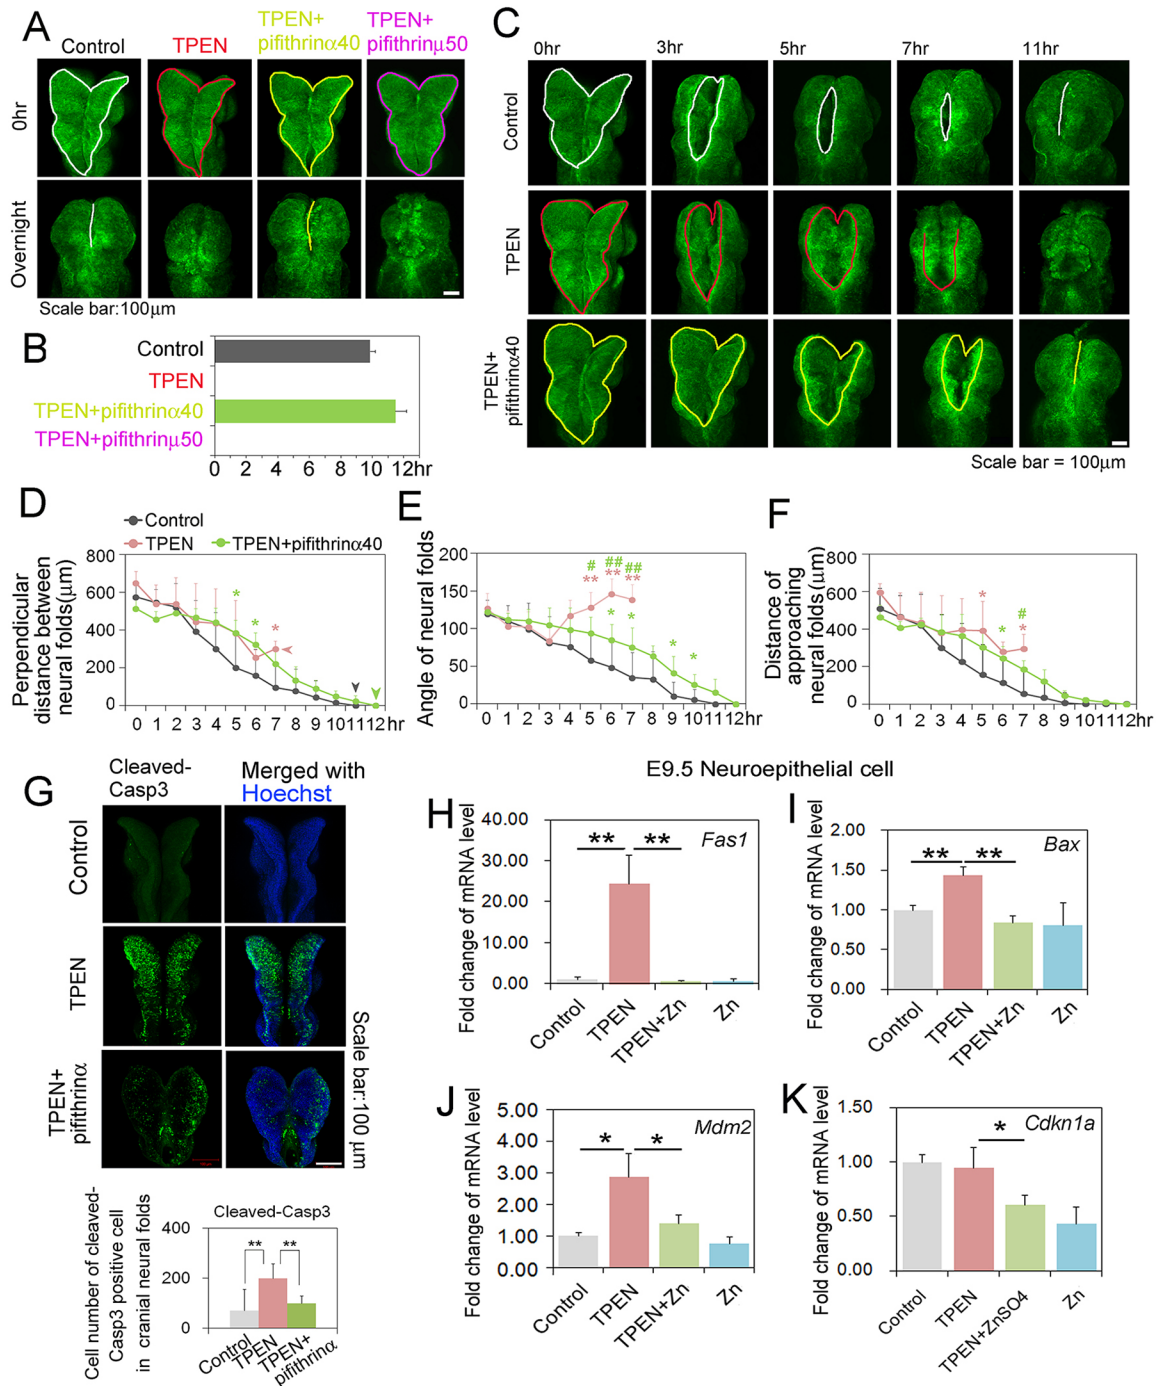 A
Control
TPEN
TPEN+
pifithrinα40
TPEN+
pifithrinμ50
0hr
Overnight
Scale bar:100μm
B
Control
TPEN
TPEN+pifithrinα40
TPEN+pifithrinμ50
0 2 4 6 8 10 12hr
C
0hr 3hr 5hr 7hr 11hr
Control
TPEN
TPEN+
pifithrinα40
Scale bar = 100μm
D
Control
TPEN
TPEN+pifithrinα40
Perpendicular
distance between
neural folds(μm)
800
600
400
200
0
* * *
0 1 2 3 4 5 6 7 8 9 10 11 12hr
E
Angle of neural folds
200
150
100
50
0
# ## ##
** ** **
* * * *
0 1 2 3 4 5 6 7 8 9 10 11 12hr
F
Distance of
approaching
neural folds (μm)
800
600
400
200
0
* * # *
0 1 2 3 4 5 6 7 8 9 10 11 12hr
G
Cleaved-
Casp3
Merged with
Hoechst
Control
TPEN
TPEN+
pifithrinα
Scale bar:100 μm
Cleaved-Casp3
Cell number of cleaved-
Casp3 positive cell
in cranial neural folds
400
200
0
** **
Control
TPEN
TPEN+
pifithrinα
E9.5 Neuroepithelial cell
H
Fold change of mRNA level
40.00
30.00
20.00
10.00
0.00
** **
Fas1
Control
TPEN
TPEN+Zn
Zn
I
Fold change of mRNA level
2.00
1.50
1.00
0.50
0.00
** **
Bax
Control
TPEN
TPEN+Zn
Zn
J
Fold change of mRNA level
5.00
4.00
3.00
2.00
1.00
0.00
* *
Mdm2
Control
TPEN
TPEN+Zn
Zn
K
Fold change of mRNA level
1.50
1.00
0.50
0.00
*
Cdkn1a
Control
TPEN
TPEN+ZnSO4
Zn